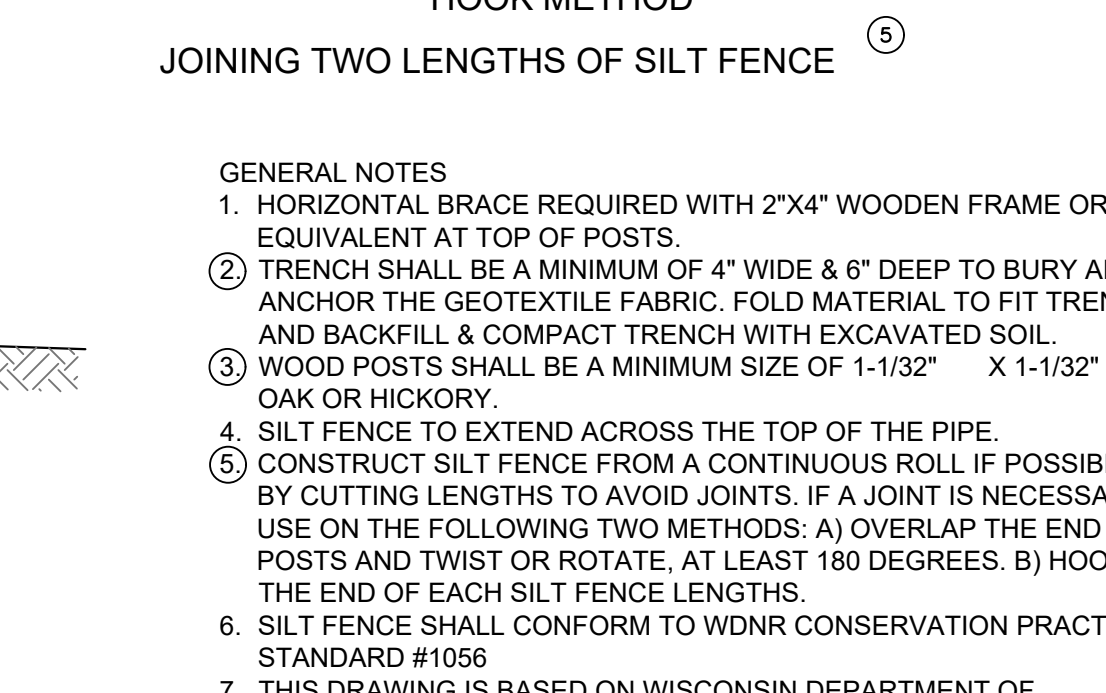 HOOK METHOD
JOINING TWO LENGTHS OF SILT FENCE 5
GENERAL NOTES
1. HORIZONTAL BRACE REQUIRED WITH 2"X4" WOODEN FRAME OR
EQUIVALENT AT TOP OF POSTS.
2. TRENCH SHALL BE A MINIMUM OF 4" WIDE & 6" DEEP TO BURY
ANCHOR THE GEOTEXTILE FABRIC. FOLD MATERIAL TO FIT
AND BACKFILL & COMPACT TRENCH WITH EXCAVATED SOIL.
3. WOOD POSTS SHALL BE A MINIMUM SIZE OF 1-1/32" X 1-1/32"
OAK OR HICKORY.
4. SILT FENCE TO EXTEND ACROSS THE TOP OF THE PIPE.
5. CONSTRUCT SILT FENCE FROM A CONTINUOUS ROLL IF
BY CUTTING LENGTHS TO AVOID JOINTS. IF A JOINT IS
USE ON THE FOLLOWING TWO METHODS: A) OVERLAP THE END
POSTS AND TWIST OR ROTATE, AT LEAST 180 DEGREES. B)
THE END OF EACH SILT FENCE LENGTHS.
6. SILT FENCE SHALL CONFORM TO WDNR CONSERVATION
STANDARD #1056
7. THIS DRAWING IS BASED ON WISCONSIN DEPARTMENT OF